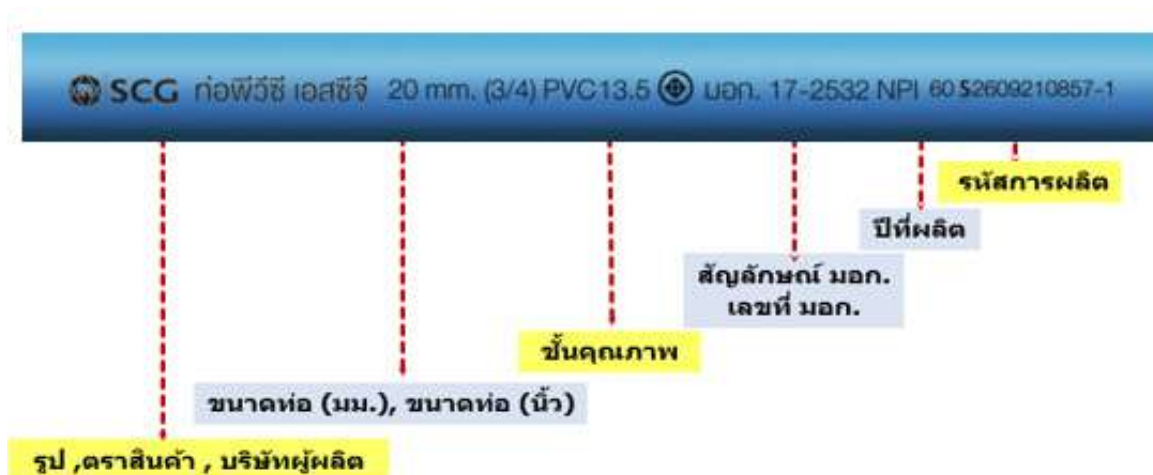 SCG ท่อพีวีซี เอสซีจี 20 mm. (3/4) PVC13.5 มอก. 17-2532 NPI 60 S2609210857-1
รหัสการผลิต
ปีที่ผลิต
สัญลักษณ์ มอก.
เลขที่ มอก.
ชั้นคุณภาพ
ขนาดท่อ (มม.), ขนาดท่อ (นิ้ว)
รูป ,ตราสินค้า , บริษัทผู้ผลิต